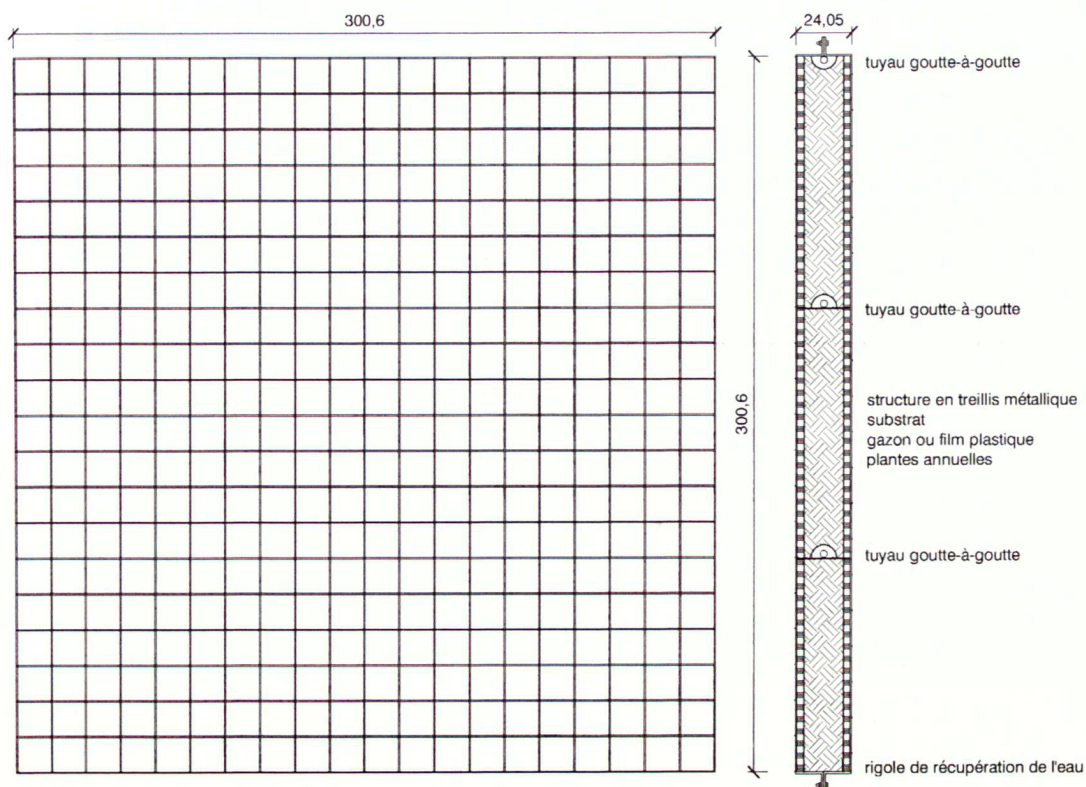 300,6
24,05
tuyau goutte-à-goutte
tuyau goutte-à-goutte
300,6
structure en treillis métallique
substrat
gazon ou film plastique
plantes annuelles
tuyau goutte-à-goutte
rigole de récupération de l'eau